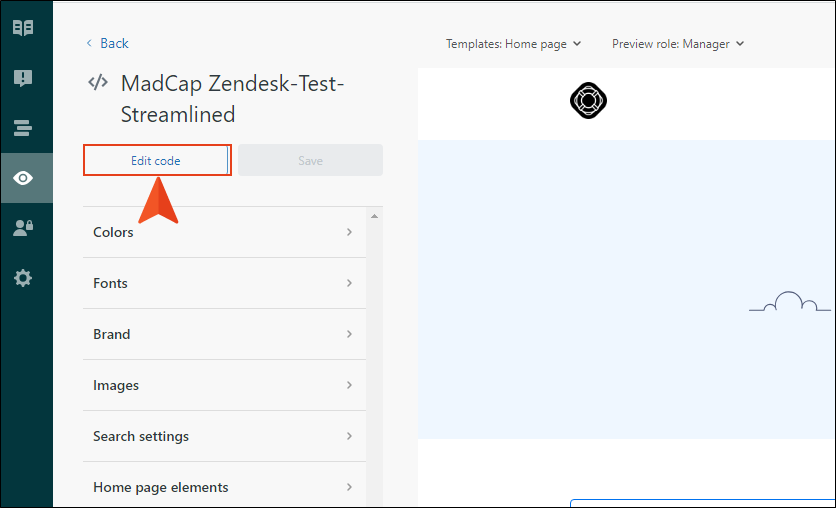 Back
Templates: Home page
Preview role: Manager
MadCap Zendesk-Test-
Streamlined
Edit code
Save
Colors
Fonts
Brand
Images
Search settings
Home page elements